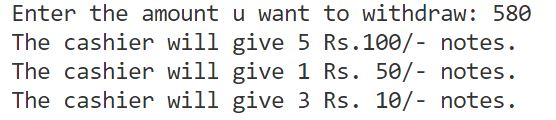 Enter the amount u want to withdraw: 580
The cashier will give 5 Rs.100/- notes.
The cashier will give 1 Rs. 50/- notes.
The cashier will give 3 Rs. 10/- notes.